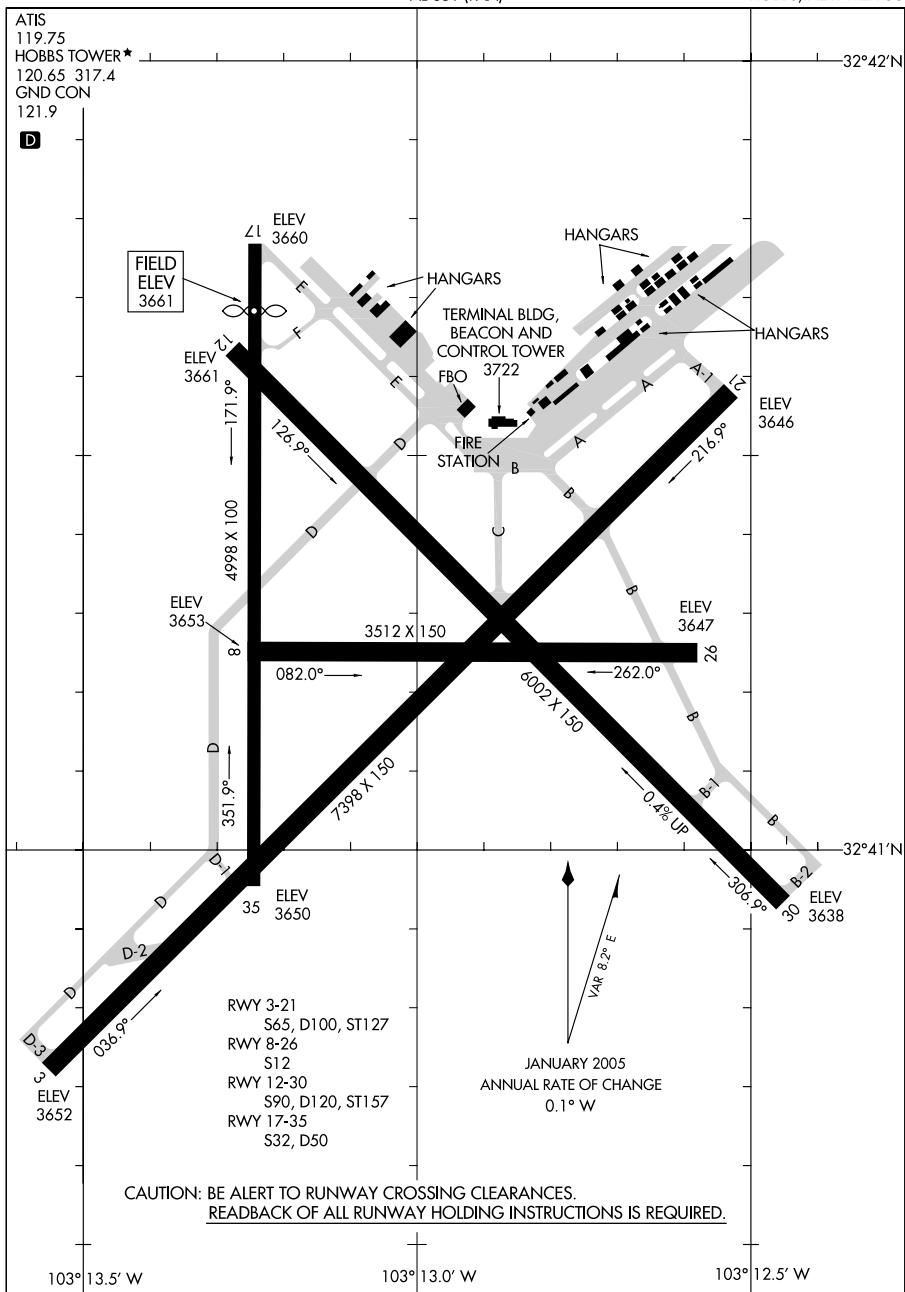 ATIS
119.75
HOBBS TOWER★
120.65 317.4
GND CON
121.9
D
32°42'N
17
ELEV
3660
FIELD
ELEV
3661
E
HANGARS
HANGARS
TERMINAL BLDG,
BEACON AND
CONTROL TOWER
3722
HANGARS
F
12
ELEV
3661
171.9°
E
FBO
A
A-1
21
ELEV
3646
126.9°
D
FIRE
STATION
A
B
216.9°
4998 X 100
D
C
B
B
ELEV
3653
8
3512 X 150
ELEV
3647
26
082.0°
262.0°
6002 X 150
D
351.9°
7398 X 150
B
B-1
0.4% UP
B
32°41'N
D-1
B-2
306.9°
30
ELEV
3638
35
ELEV
3650
D
D-2
D
D-3
036.9°
3
ELEV
3652
VAR 8.2° E
RWY 3-21
S65, D100, ST127
RWY 8-26
S12
RWY 12-30
S90, D120, ST157
RWY 17-35
S32, D50
JANUARY 2005
ANNUAL RATE OF CHANGE
0.1° W
CAUTION: BE ALERT TO RUNWAY CROSSING CLEARANCES.
READBACK OF ALL RUNWAY HOLDING INSTRUCTIONS IS REQUIRED.
103°13.5' W
103°13.0' W
103°12.5' W